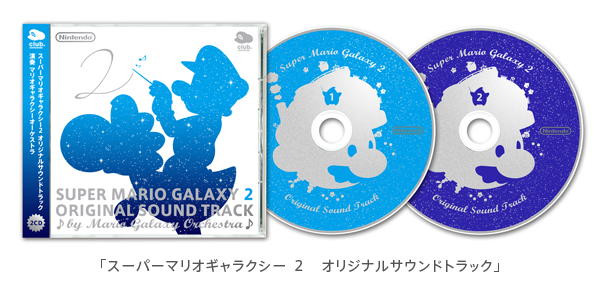 club.
Nintendo
club.
2
スーパーマリオギャラクシー2 オリジナルサウンドトラック
演奏 マリオギャラクシーオーケストラ
2CD
SUPER MARIO GALAXY 2
ORIGINAL SOUND TRACK
♪by Mario Galaxy Orchestra♪
Super Mario Galaxy 2
1
Nintendo
Original Sound Track
Super Mario Galaxy 2
2
Nintendo
Original Sound Track
「スーパーマリオギャラクシー 2 オリジナルサウンドトラック」